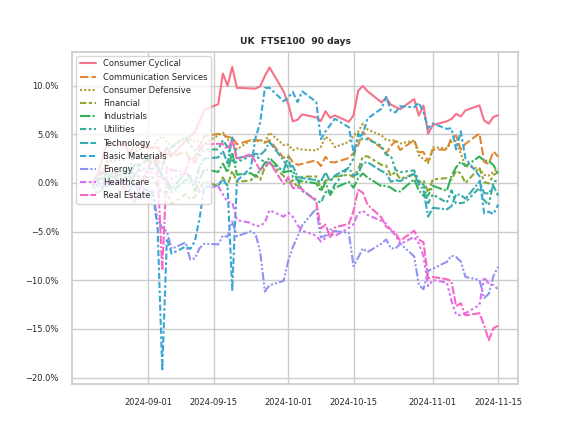 UK  FTSE100  90 days
10.0%
5.0%
0.0%
−5.0%
−10.0%
−15.0%
−20.0%
Consumer Cyclical
Communication Services
Consumer Defensive
Financial
Industrials
Utilities
Technology
Basic Materials
Energy
Healthcare
Real Estate
2024-09-01
2024-09-15
2024-10-01
2024-10-15
2024-11-01
2024-11-15